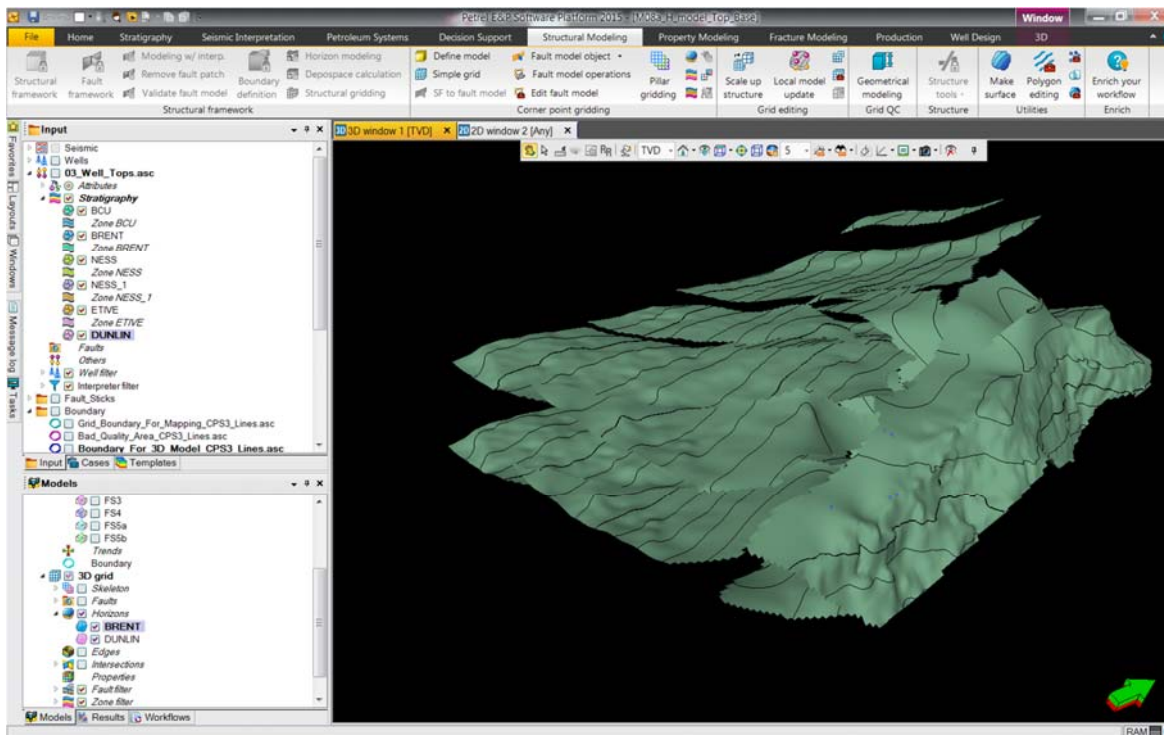 Petrel E&P Software Platform 2015 - [M08a_H_model_Top_Base]
Window
File Home Stratigraphy Seismic Interpretation Petroleum Systems Decision Support Structural Modeling Property Modeling Fracture Modeling Production Well Design 3D
Structural framework
Fault framework
Modeling w/ interp.
Remove fault patch
Validate fault model
Boundary definition
Horizon modeling
Depospace calculation
Structural gridding
Define model
Simple grid
SF to fault model
Fault model object
Fault model operations
Edit fault model
Pillar gridding
Scale up structure
Local model update
Geometrical modeling
Structure tools
Make surface
Polygon editing
Enrich your workflow
Structural framework Corner point gridding Grid editing Grid QC Structure Utilities Enrich
Favorites
Layouts
Windows
Message log
Tasks
Input
Seismic
Wells
03_Well_Tops.asc
Attributes
Stratigraphy
BCU
Zone BCU
BRENT
Zone BRENT
NESS
Zone NESS
NESS_1
Zone NESS_1
ETIVE
Zone ETIVE
DUNLIN
Faults
Others
Well filter
Interpreter filter
Fault_Sticks
Boundary
Grid_Boundary_For_Mapping_CPS3_Lines.asc
Bad_Quality_Area_CPS3_Lines.asc
Boundary_For_3D_Model_CPS3_Lines.asc
Input Cases Templates
Models
FS3
FS4
FS5a
FS5b
Trends
Boundary
3D grid
Skeleton
Faults
Horizons
BRENT
DUNLIN
Edges
Intersections
Properties
Fault filter
Zone filter
Models Results Workflows
3D 3D window 1 [TVD] 2D 2D window 2 [Any]
TVD 5
RAM